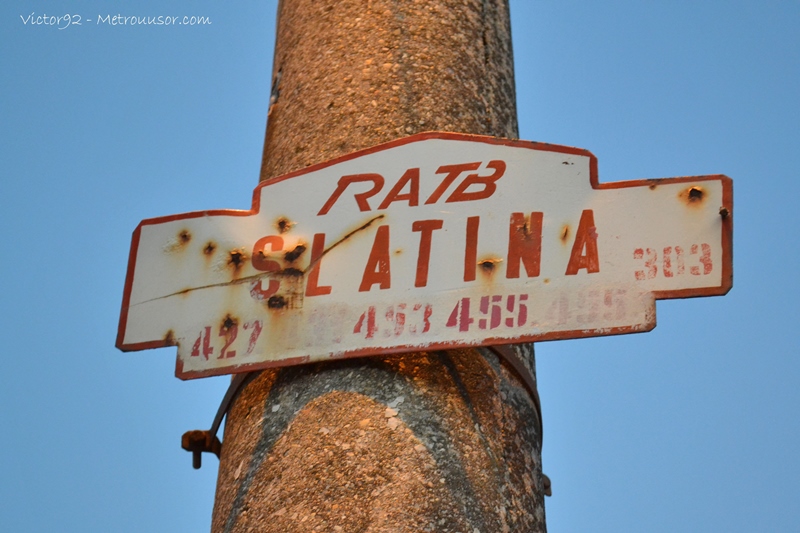 Victor92 - Metrouusor.com
RATB
SLATINA
303
427 453 455